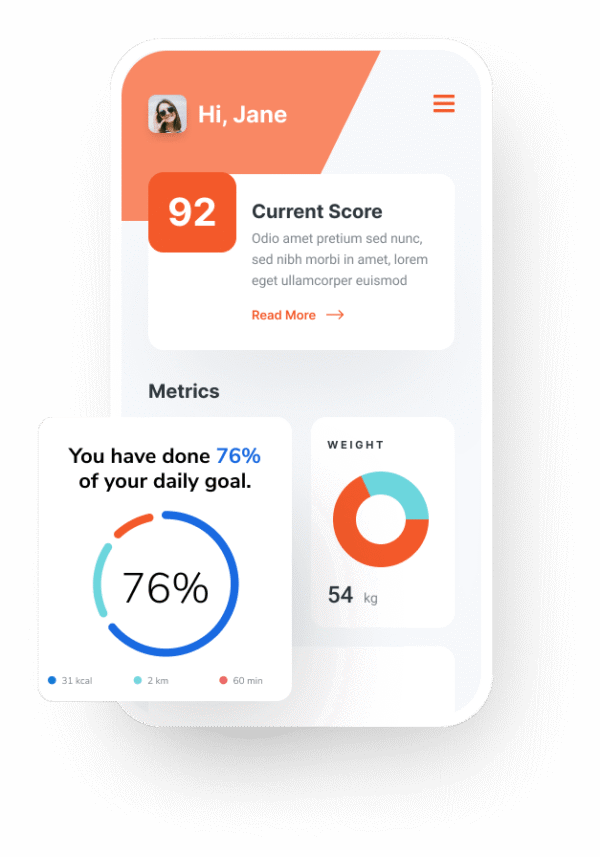 Hi, Jane
92
Current Score
Odio amet pretium sed nunc,
sed nibh morbi in amet, lorem
eget ullamcorper euismod
Read More
Metrics
You have done 76%
of your daily goal.
76%
31 kcal
2 km
60 min
WEIGHT
54 kg